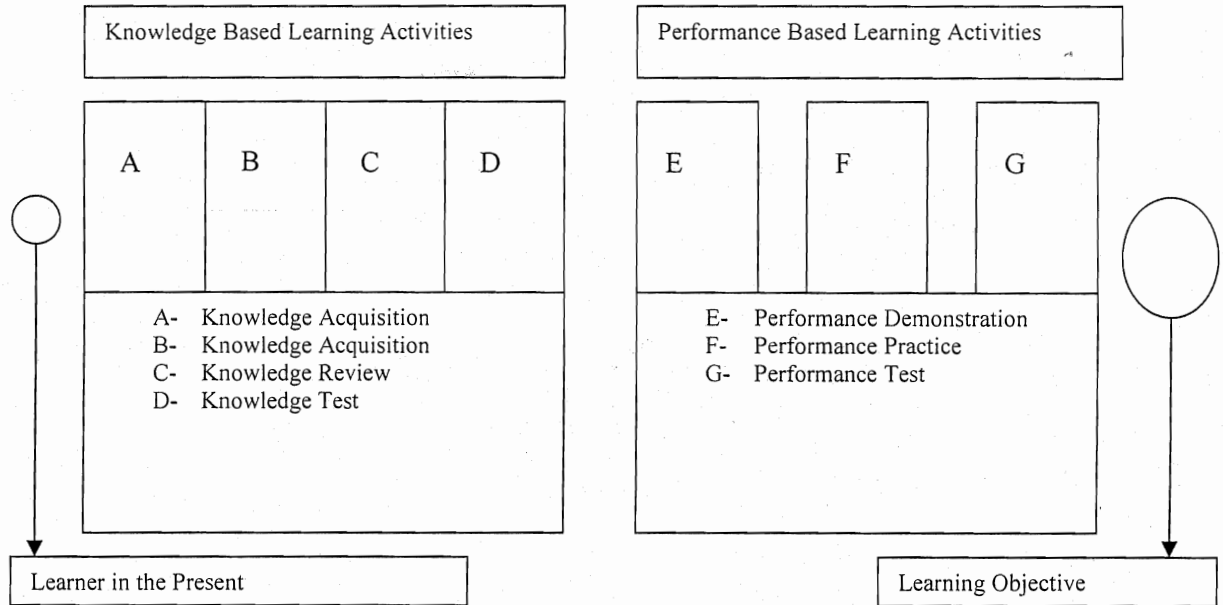 Knowledge Based Learning Activities
Performance Based Learning Activities
A B C D
E F G
A- Knowledge Acquisition
B- Knowledge Acquisition
C- Knowledge Review
D- Knowledge Test
E- Performance Demonstration
F- Performance Practice
G- Performance Test
Learner in the Present
Learning Objective